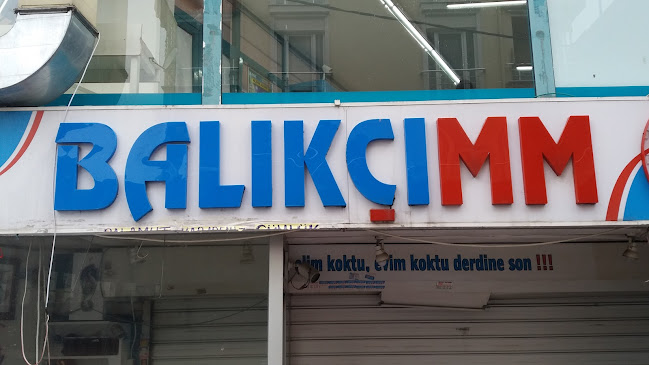 BALIKÇIMM
elim koktu, evim koktu derdine son !!!